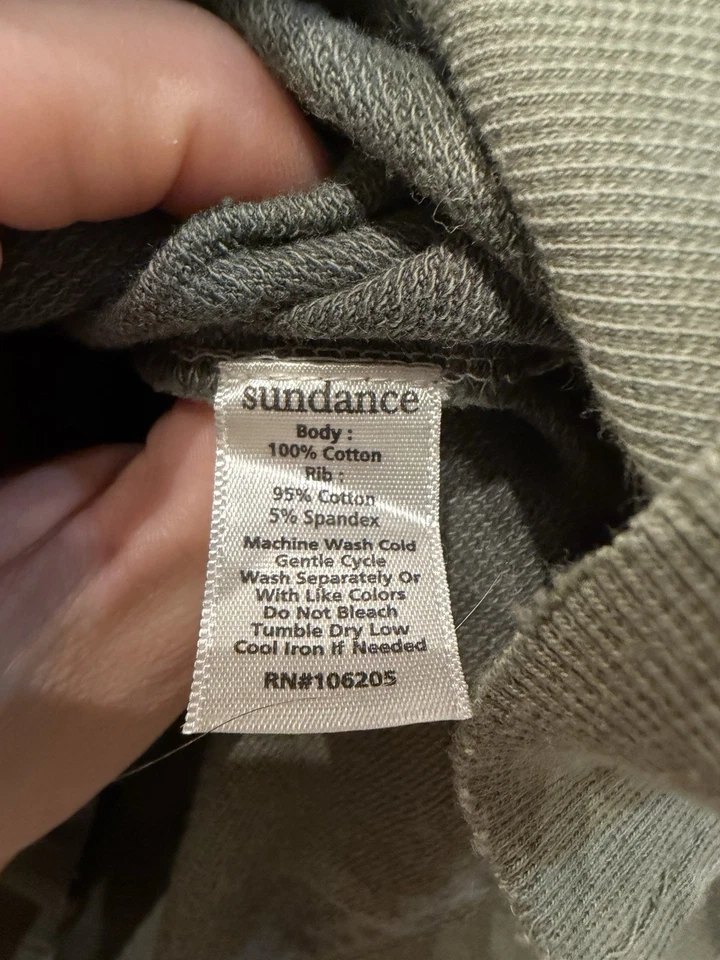 sundance
Body :
100% Cotton
Rib :
95% Cotton
5% Spandex
Machine Wash Cold
Gentle Cycle
Wash Separately Or
With Like Colors
Do Not Bleach
Tumble Dry Low
Cool Iron If Needed
RN#106205